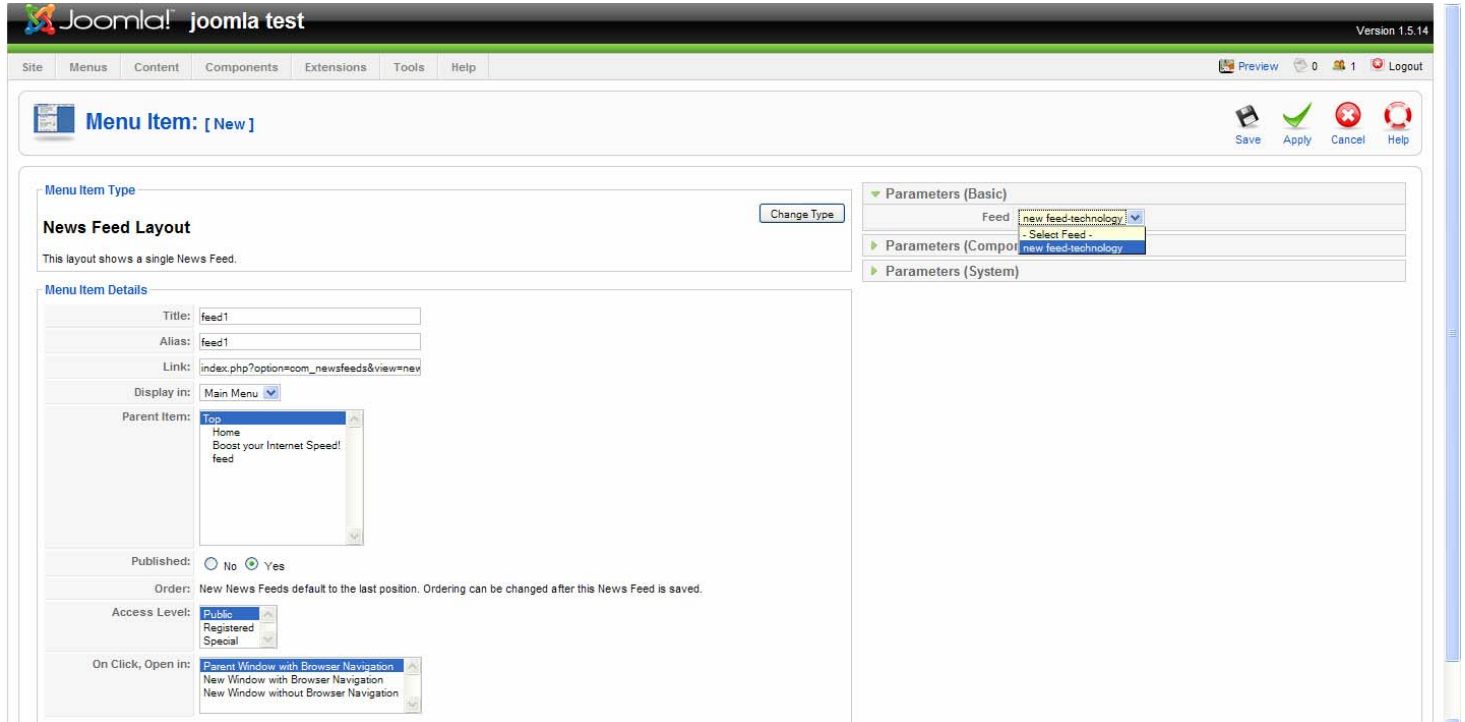 Joomla! joomla test
Version 1.5.14
Site Menus Content Components Extensions Tools Help Preview 0 1 Logout
Menu Item: [ New ]
Save Apply Cancel Help
Menu Item Type
Change Type
News Feed Layout
This layout shows a single News Feed.
Menu Item Details
Title: feed1
Alias: feed1
Link: index.php?option=com_newsfeeds&view=new
Display in: Main Menu
Parent Item: Top
Home
Boost your Internet Speed!
feed
Published: No Yes
Order: New News Feeds default to the last position. Ordering can be changed after this News Feed is saved.
Access Level: Public
Registered
Special
On Click, Open in: Parent Window with Browser Navigation
New Window with Browser Navigation
New Window without Browser Navigation
Parameters (Basic)
Feed new feed-technology
- Select Feed -
new feed-technology
Parameters (Compo
Parameters (System)